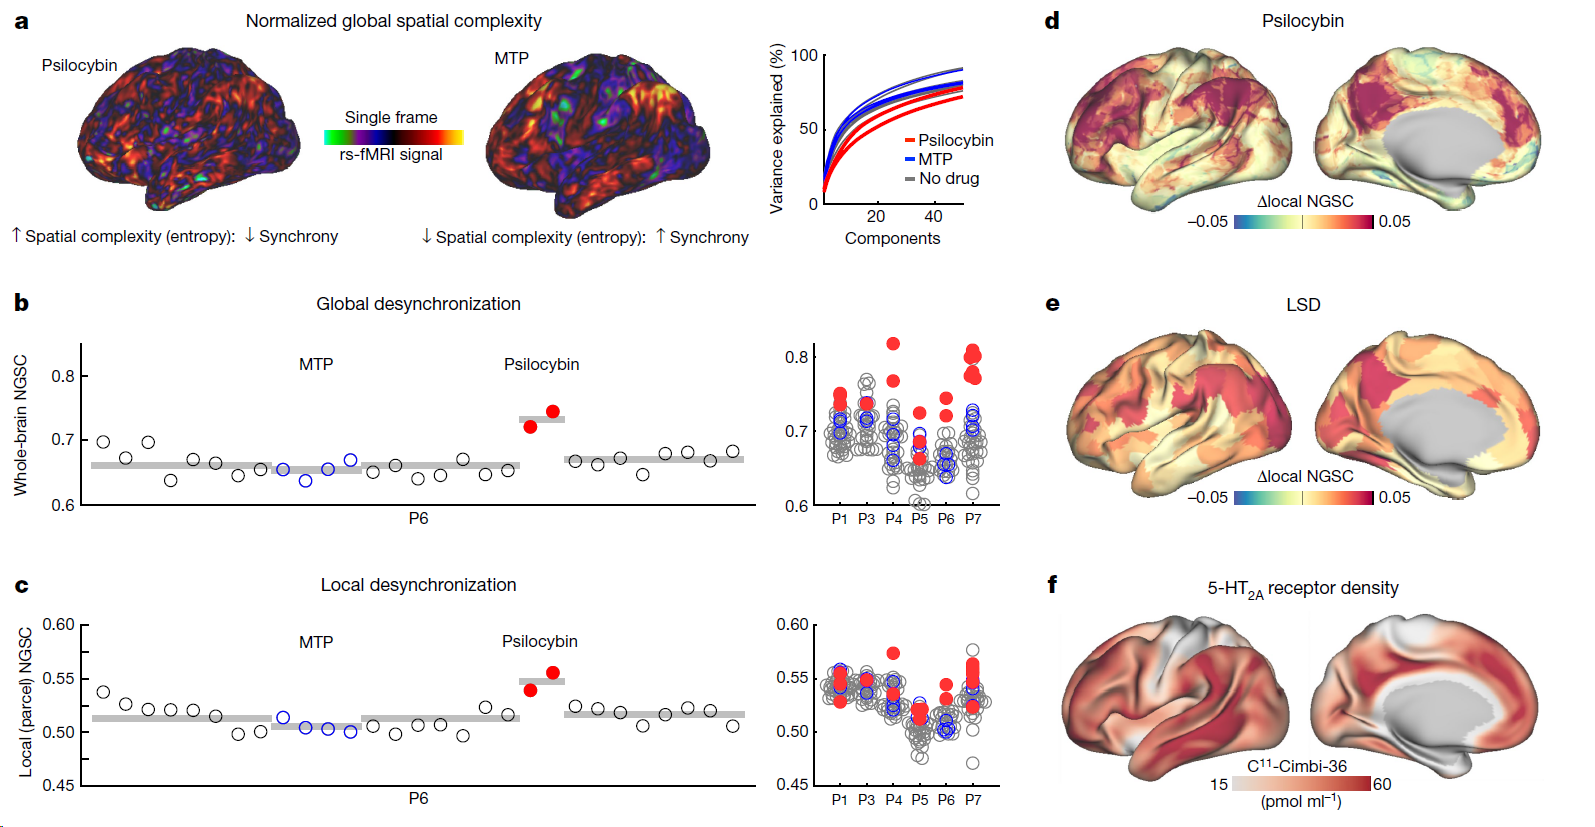 a
Normalized global spatial complexity
Psilocybin
MTP
Single frame
rs-fMRI signal
↑ Spatial complexity (entropy): ↓ Synchrony
↓ Spatial complexity (entropy): ↑ Synchrony
Variance explained (%)
100
50
0
20
40
Components
Psilocybin
MTP
No drug
b
Global desynchronization
Whole-brain NGSC
0.8
0.7
0.6
MTP
Psilocybin
P6
0.8
0.7
0.6
P1 P3 P4 P5 P6 P7
c
Local desynchronization
Local (parcel) NGSC
0.60
0.55
0.50
0.45
MTP
Psilocybin
P6
0.60
0.55
0.50
0.45
P1 P3 P4 P5 P6 P7
d
Psilocybin
Δlocal NGSC
−0.05 0.05
e
LSD
Δlocal NGSC
−0.05 0.05
f
5-HT2A receptor density
C11-Cimbi-36
15 60
(pmol ml−1)